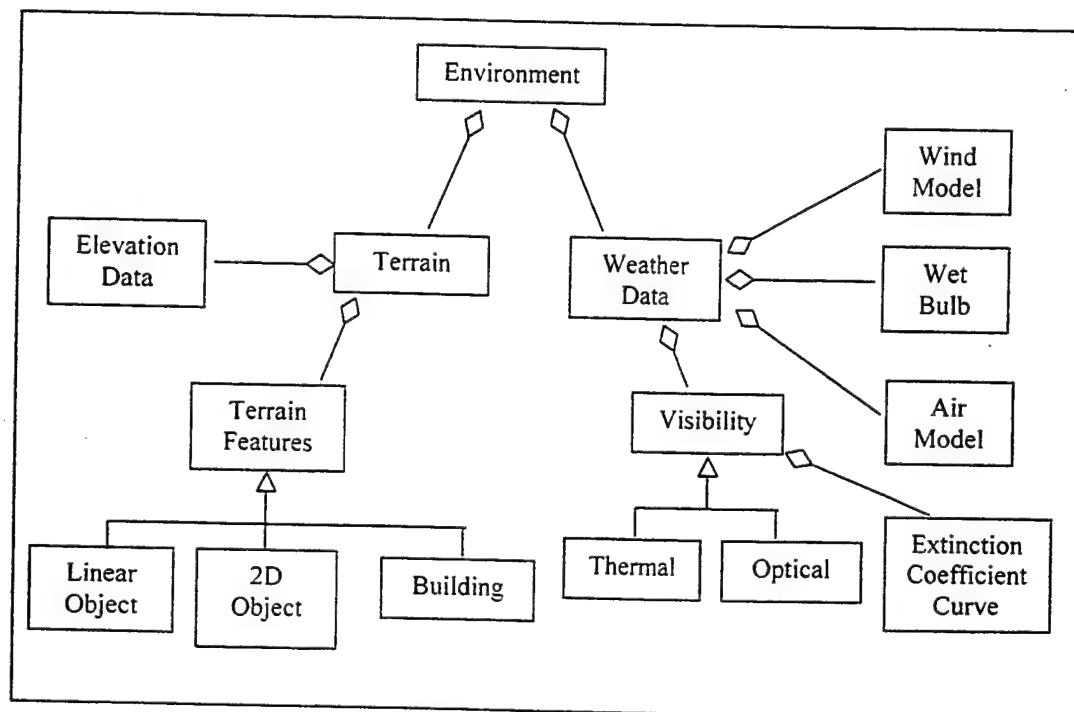 Environment
Wind
Model
Elevation
Data
Terrain
Weather
Data
Wet
Bulb
Terrain
Features
Visibility
Air
Model
Linear
Object
2D
Object
Building
Thermal
Optical
Extinction
Coefficient
Curve